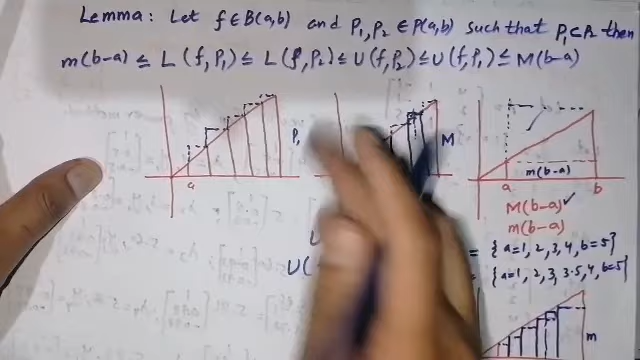 Lemma: Let f ∈ B(a,b) and P₁,P₂ ∈ P(a,b) such that P₁ ⊂ P₂ then
m(b-a) ≤ L(f,P₁) ≤ L(f,P₂) ≤ U(f,P₂) ≤ U(f,P₁) ≤ M(b-a)
P₁
a
M
m(b-a)
a
b
M(b-a) ✓
m(b-a)
U(
= {a=1, 2, 3, 4, b=5}
= {a=1, 2, 3, 3.5, 4, b=5}
m